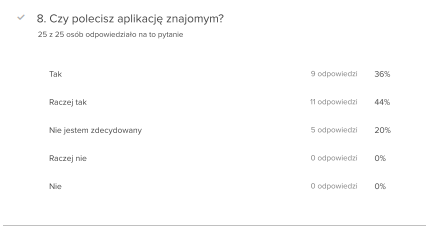 8. Czy polecisz aplikację znajomym?
25 z 25 osób odpowiedziało na to pytanie
Tak 9 odpowiedzi 36%
Raczej tak 11 odpowiedzi 44%
Nie jestem zdecydowany 5 odpowiedzi 20%
Raczej nie 0 odpowiedzi 0%
Nie 0 odpowiedzi 0%